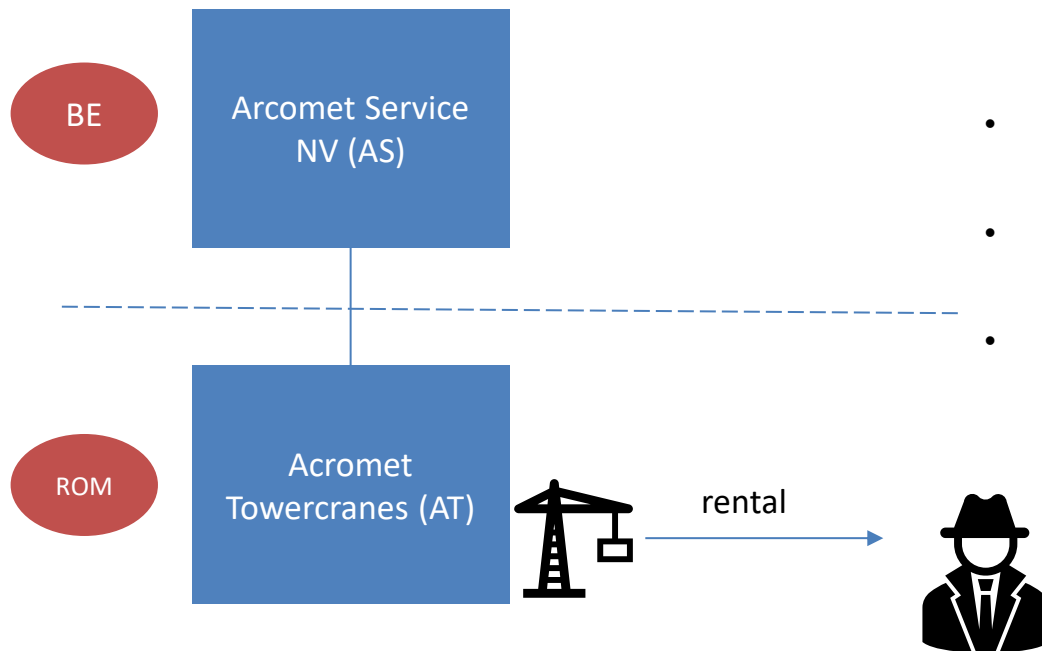 BE
Arcomet Service
NV (AS)
•
•
•
ROM
Acromet
Towercranes (AT)
rental